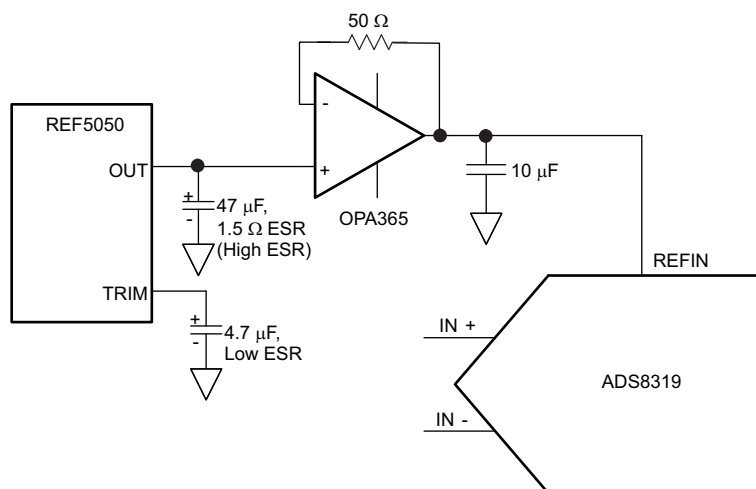 50 Ω
REF5050
OUT
-
+
OPA365
10 µF
+
-
47 µF,
1.5 Ω ESR
(High ESR)
TRIM
+
-
4.7 µF,
Low ESR
REFIN
IN +
ADS8319
IN -